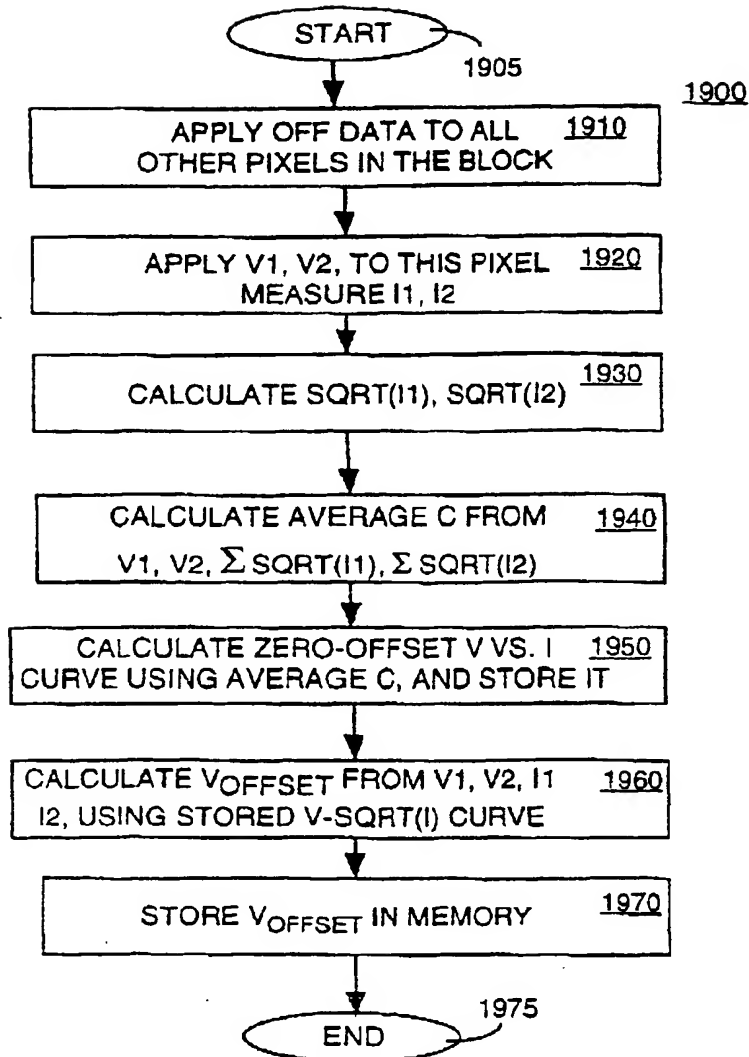 START
1905
1900
APPLY OFF DATA TO ALL 1910
OTHER PIXELS IN THE BLOCK
APPLY V1, V2, TO THIS PIXEL 1920
MEASURE I1, I2
CALCULATE SQRT(I1), SQRT(I2) 1930
CALCULATE AVERAGE C FROM 1940
V1, V2, Σ SQRT(I1), Σ SQRT(I2)
CALCULATE ZERO-OFFSET V VS. I 1950
CURVE USING AVERAGE C, AND STORE IT
CALCULATE VOFFSET FROM V1, V2, I1 1960
I2, USING STORED V-SQRT(I) CURVE
STORE VOFFSET IN MEMORY 1970
1975
END